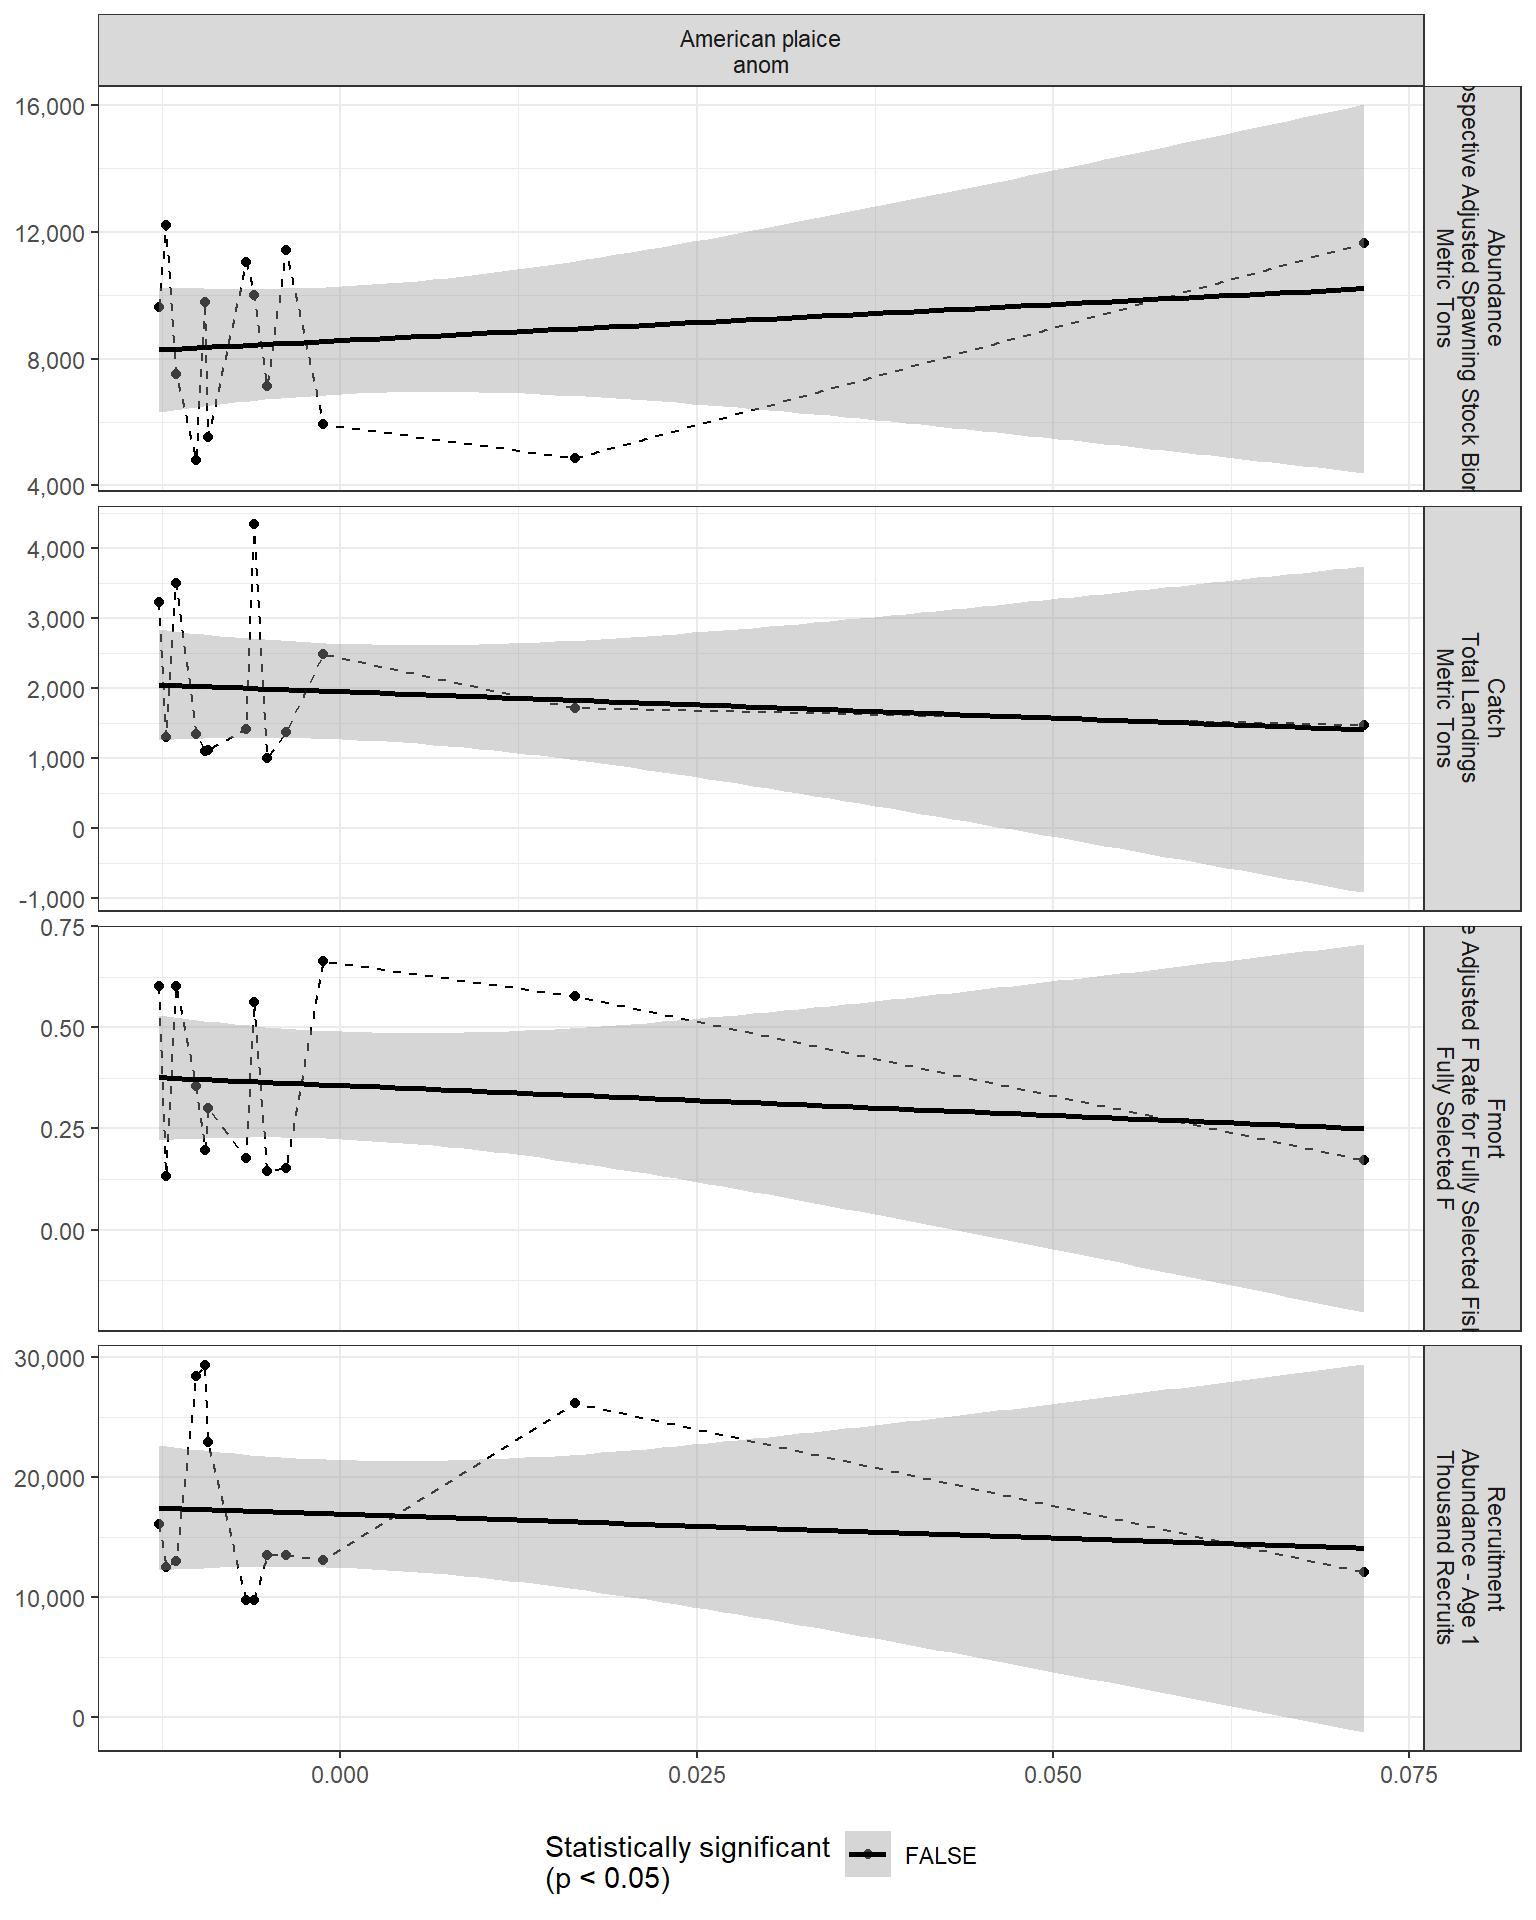 American plaice
anom
16,000
12,000
8,000
4,000
Abundance
Adjusted Spawning Stock
Metric Tons
4,000
3,000
2,000
1,000
0
-1,000
Catch
Total Landings
Metric Tons
0.75
0.50
0.25
0.00
Fmort
Adjusted F Rate for Fully Selected
Fully Selected F
30,000
20,000
10,000
0
Recruitment
Abundance - Age 1
Thousand Recruits
0.000
0.025
0.050
0.075
Statistically significant
(p < 0.05)
FALSE